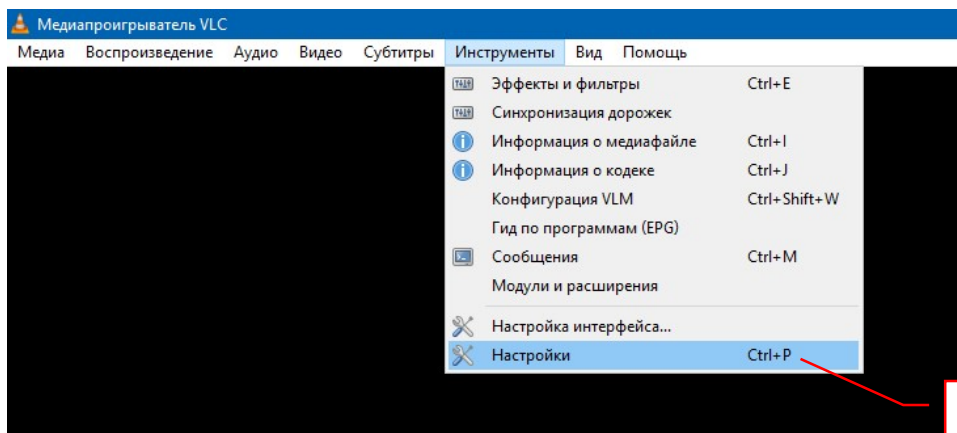 Медиапроигрыватель VLC
Медиа Воспроизведение Аудио Видео Субтитры Инструменты Вид Помощь
Эффекты и фильтры Ctrl+E
Синхронизация дорожек
Информация о медиафайле Ctrl+I
Информация о кодеке Ctrl+J
Конфигурация VLM Ctrl+Shift+W
Гид по программам (EPG)
Сообщения Ctrl+M
Модули и расширения
Настройка интерфейса...
Настройки Ctrl+P